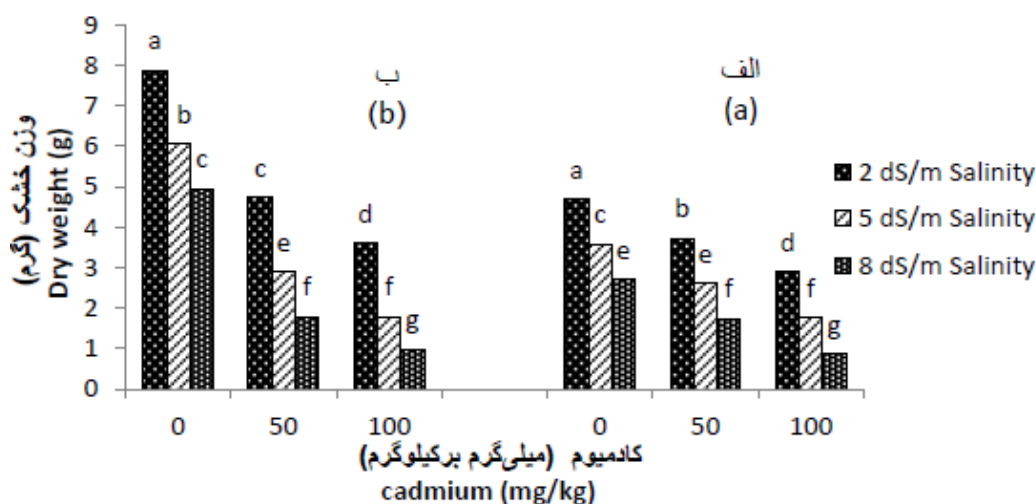 وزن خشک (گرم)
Dry weight (g)
9
8
7
6
5
4
3
2
1
0
ب
(b)
a
b
c
c
e
f
d
f
g
الف
(a)
a
c
e
b
e
f
d
f
g
0 50 100 0 50 100
کادمیوم (میلی‌گرم برکیلوگرم)
cadmium (mg/kg)
2 dS/m Salinity
5 dS/m Salinity
8 dS/m Salinity